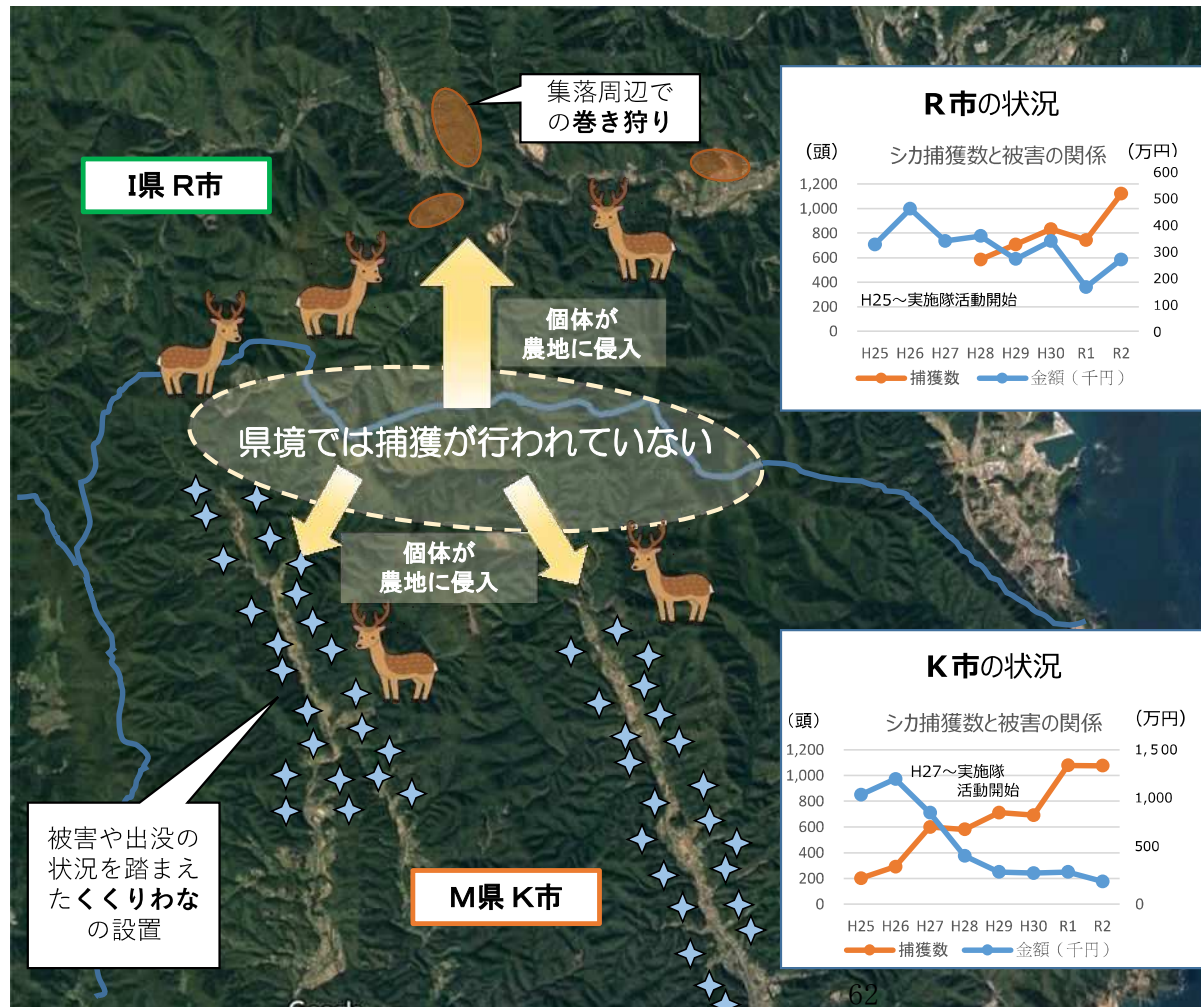 集落周辺で
の巻き狩り
I県 R市
個体が
農地に侵入
県境では捕獲が行われていない
個体が
農地に侵入
被害や出没の
状況を踏まえ
たくくりわな
の設置
M県 K市
R市の状況
(頭) シカ捕獲数と被害の関係 (万円)
1,200
1,000
800
600
400
200
0
600
500
400
300
200
100
0
H25～実施隊活動開始
H25 H26 H27 H28 H29 H30 R1 R2
捕獲数 金額（千円）
K市の状況
(頭) シカ捕獲数と被害の関係 (万円)
1,200
1,000
800
600
400
200
0
1,500
1,000
500
0
H27～実施隊
活動開始
H25 H26 H27 H28 H29 H30 R1 R2
捕獲数 金額（千円）
62